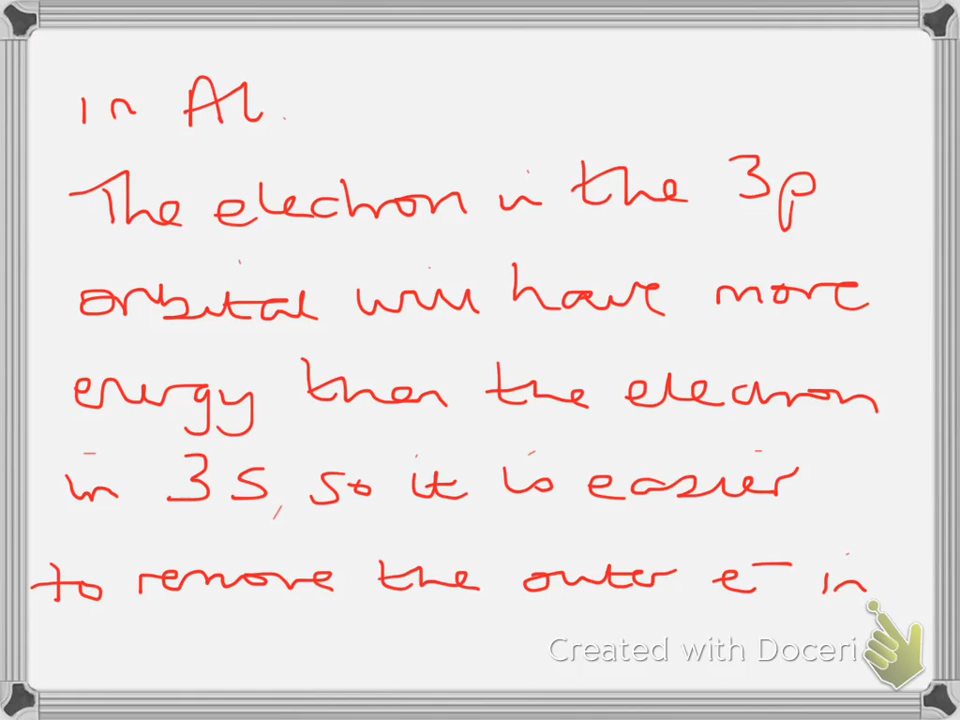 in Al.
The electron in the 3p
orbital will have more
energy then the electron
in 3s, so it is easier
to remove the outer e⁻ in
Created with Doceri